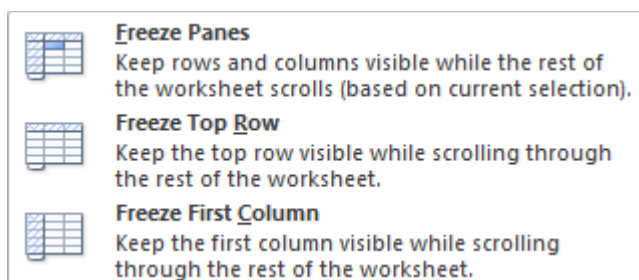 Freeze Panes
Keep rows and columns visible while the rest of
the worksheet scrolls (based on current selection).
Freeze Top Row
Keep the top row visible while scrolling through
the rest of the worksheet.
Freeze First Column
Keep the first column visible while scrolling
through the rest of the worksheet.